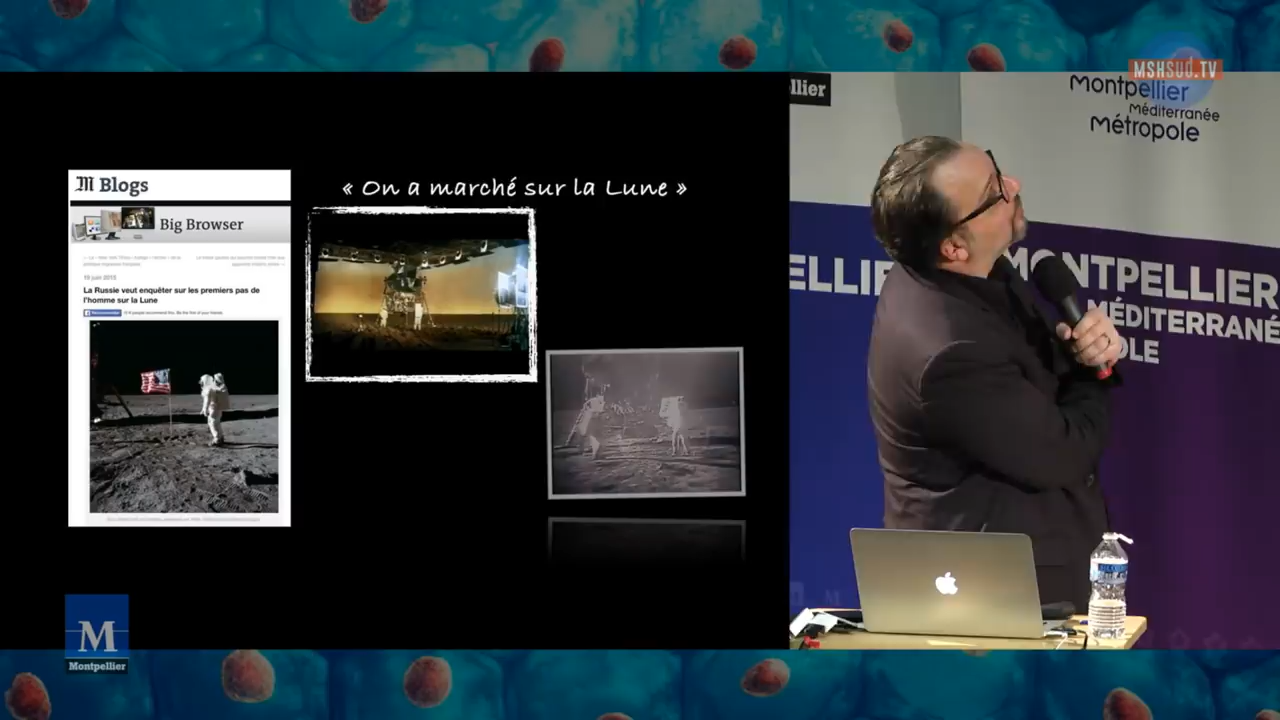 MSHSUD.TV
M Blogs
Big Browser
19 juin 2015
La Russie veut enquêter sur les premiers pas de
l'homme sur la Lune
« On a marché sur la Lune »
llier
Montpellier
Méditerranée
Métropole
ELLIE
MONTPELLIER
MÉDITERRANÉ
OLE
M
Montpellier